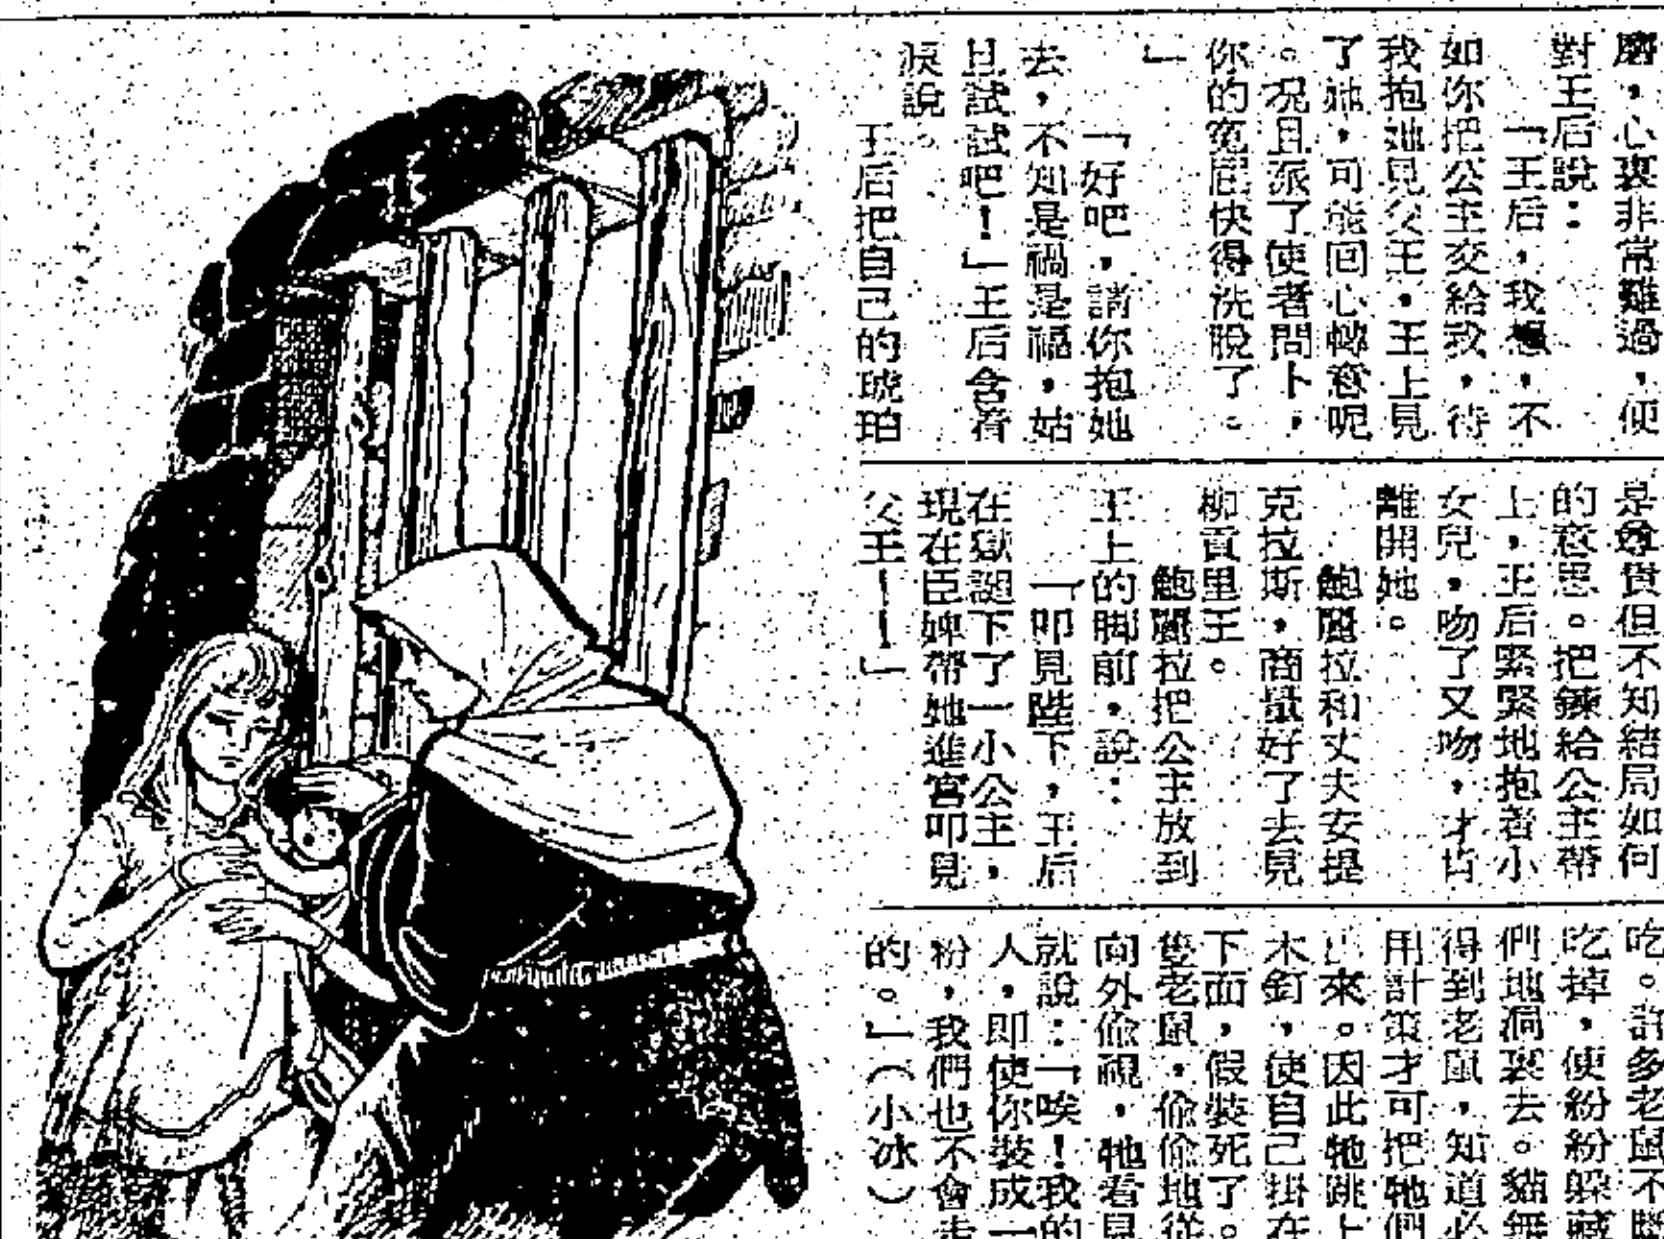 磨，心裏非常難過，便
對王后說：
「王后，我想，不
如你把公主交給我，待
我抱她見父王，王上見
了她，可能回心轉意呢
。况且派了使者問卜，
你的寃屈快得洗脫了。
」
「好吧，請你抱她
去，不知是禍是福，姑
且試試吧！」王后含着
淚說。
王后把自己的琥珀
是尊貴但不知結局如何
的意思。把鍊給公主帶
上，王后緊緊地抱着小
女兒，吻了又吻，才肯
離開她。
鮑麗拉和丈夫安提
克拉斯，商量好了去見
柳貢里王。
鮑麗拉把公主放到
王上的脚前，說：
「叩見陛下，王后
在獄誕下了一小公主，
現在臣婢帶她進宮叩見
父王——」
吃。許多老鼠不斷
吃掉，便紛紛躱藏
們地洞裏去。貓無
得到老鼠，知道必
用計策才可把牠們
出來。因此牠跳上
木釘，使自己掛在
下面，假裝死了。
隻老鼠，偷偷地從
向外偷視，牠看見
就說：「唉！我的
人，即使你裝成一
粉，我們也不會走
的。」（小冰）